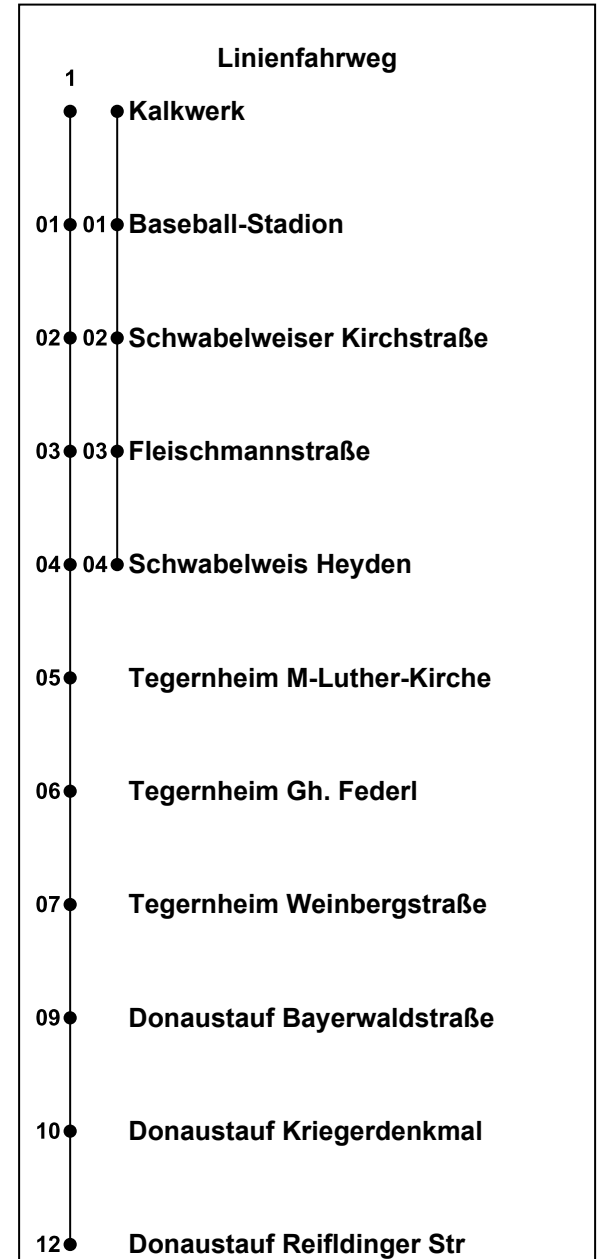 Linienfahrweg
1
Kalkwerk
01 01 Baseball-Stadion
02 02 Schwabelweiser Kirchstraße
03 03 Fleischmannstraße
04 04 Schwabelweis Heyden
05 Tegernheim M-Luther-Kirche
06 Tegernheim Gh. Federl
07 Tegernheim Weinbergstraße
09 Donaustauf Bayerwaldstraße
10 Donaustauf Kriegerdenkmal
12 Donaustauf Reifldinger Str